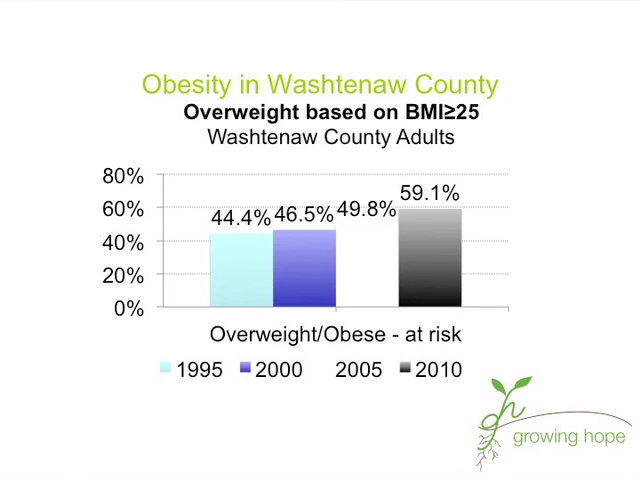 Obesity in Washtenaw County
Overweight based on BMI≥25
Washtenaw County Adults
80%
60%
40%
20%
0%
44.4% 46.5% 49.8% 59.1%
Overweight/Obese - at risk
1995 2000 2005 2010
gh
growing hope